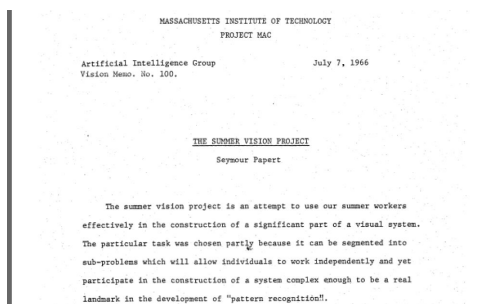 MASSACHUSETTS INSTITUTE OF TECHNOLOGY
PROJECT MAC
Artificial Intelligence Group July 7, 1966
Vision Memo. No. 100.
THE SUMMER VISION PROJECT
Seymour Papert
The summer vision project is an attempt to use our summer workers
effectively in the construction of a significant part of a visual system.
The particular task was chosen partly because it can be segmented into
sub-problems which will allow individuals to work independently and yet
participate in the construction of a system complex enough to be a real
landmark in the development of "pattern recognition".